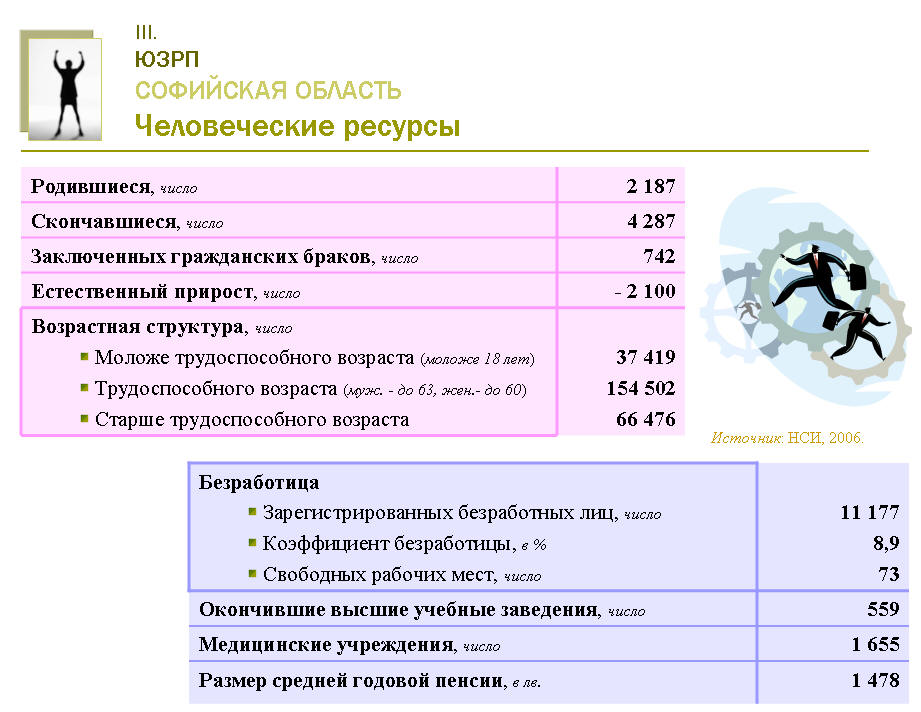 III.
ЮЗРП
СОФИЙСКАЯ ОБЛАСТЬ
Человеческие ресурсы
Родившиеся, число 2 187
Скончавшиеся, число 4 287
Заключенных гражданских браков, число 742
Естественный прирост, число - 2 100
Возрастная структура, число
Моложе трудоспособного возраста (моложе 18 лет) 37 419
Трудоспособного возраста (муж. - до 63, жен.- до 60) 154 502
Старше трудоспособного возраста 66 476
Источник: НСИ, 2006.
Безработица
Зарегистрированных безработных лиц, число 11 177
Коэффициент безработицы, в % 8,9
Свободных рабочих мест, число 73
Окончившие высшие учебные заведения, число 559
Медицинские учреждения, число 1 655
Размер средней годовой пенсии, в лв. 1 478